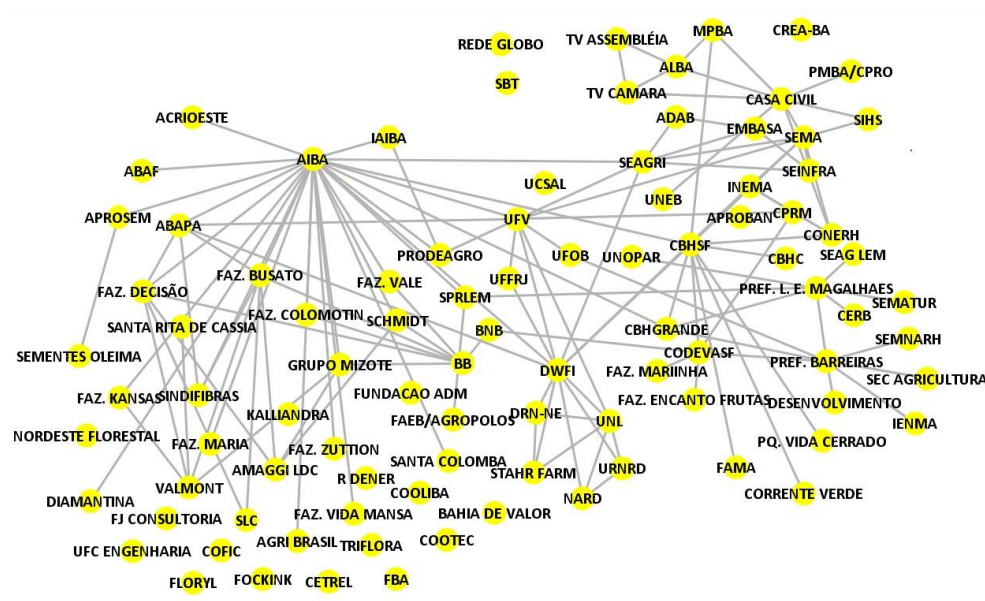 TV ASSEMBLÉIA
MPBA
CREA-BA
REDE GLOBO
ALBA
PMBA/CPRO
SBT
TV CAMARA
CASA CIVIL
ACRIOESTE
ADAB
EMBASA
SIHS
IAIBA
SEMA
AIBA
SEAGRI
ABAF
SEINFRA
UCSAL
INEMA
UNEB
APROSEM
ABAPA
UFV
APROBAN
CPRM
CONERH
CBHSF
PRODEAGRO
UFOB
UNOPAR
CBHC
SEAG LEM
FAZ. BUSATO
FAZ. VALE
UFFRJ
PREF. L. E. MAGALHAES
FAZ. DECISÃO
SPRLEM
SEMATUR
FAZ. COLOMOTIN
SCHMIDT
CERB
SANTA RITA DE CASSIA
BNB
CBHGRANDE
SEMNARH
SEMENTES OLEIMA
CODEVASF
GRUPO MIZOTE
BB
DWFI
FAZ. MARIINHA
PREF. BARREIRAS
SEC AGRICULTURA
FAZ. KANSAS
SINDIFIBRAS
FUNDACAO ADM
FAZ. ENCANTO FRUTAS
DESENVOLVIMENTO
KALLIANDRA
FAEB/AGROPOLOS
DRN-NE
UNL
IENMA
NORDESTE FLORESTAL
FAZ. MARIA
FAZ. ZUTTION
PQ. VIDA CERRADO
SANTA COLOMBA
AMAGGI LDC
STAHR FARM
URNRD
FAMA
R DENER
VALMONT
COOLIBA
NARD
CORRENTE VERDE
DIAMANTINA
FJ CONSULTORIA
SLC
FAZ. VIDA MANSA
BAHIA DE VALOR
UFC ENGENHARIA
COFIC
AGRI BRASIL
TRIFLORA
COOTEC
FLORYL
FOCKINK
CETREL
FBA